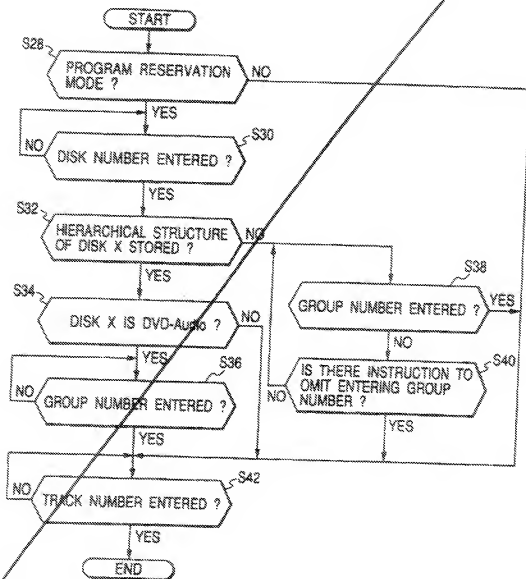 START
S28
PROGRAM RESERVATION
MODE ?
NO
YES
NO
S30
DISK NUMBER ENTERED ?
YES
S32
HIERARCHICAL STRUCTURE
OF DISK X STORED ?
NO
YES
S34
DISK X IS DVD-Audio ?
NO
YES
S36
NO
GROUP NUMBER ENTERED ?
YES
S38
GROUP NUMBER ENTERED ?
YES
NO
S40
IS THERE INSTRUCTION TO
OMIT ENTERING GROUP
NUMBER ?
NO
YES
NO
S42
TRACK NUMBER ENTERED ?
YES
END